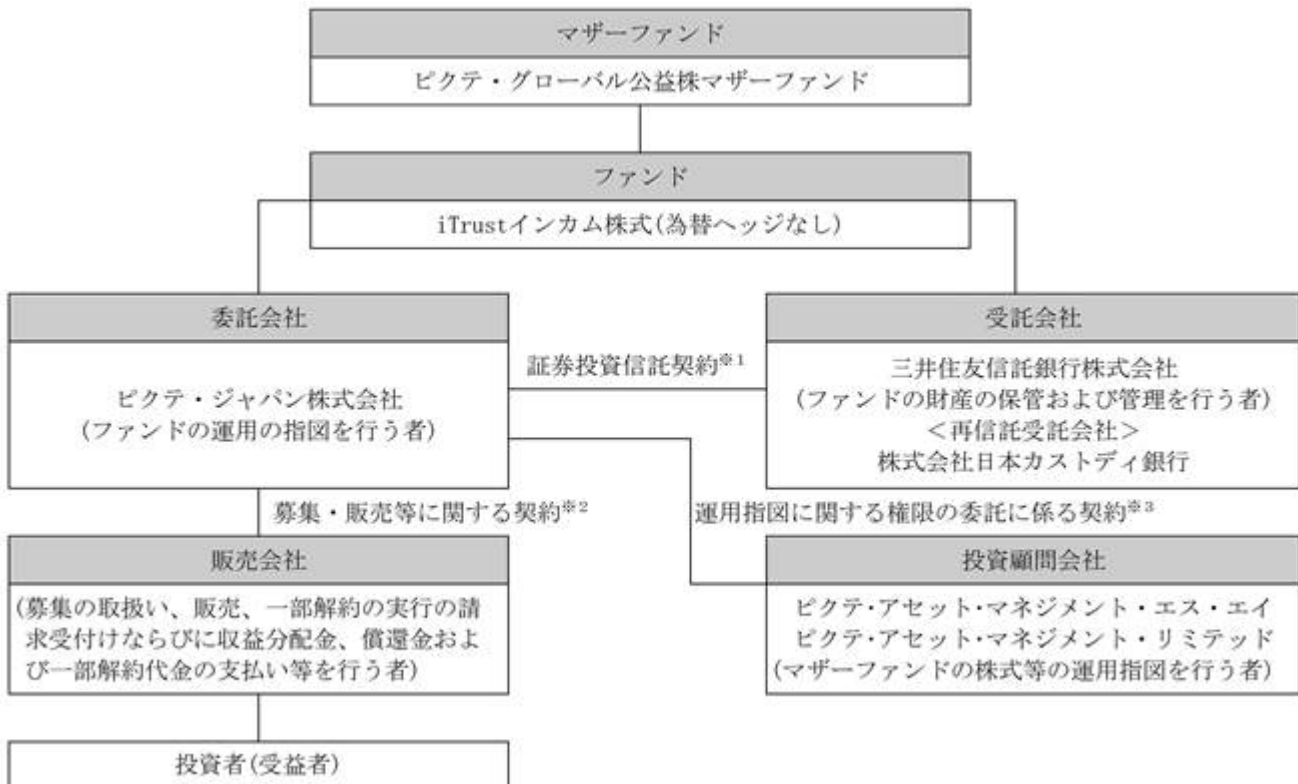 マザーファンド
ピクテ・グローバル公益株マザーファンド
ファンド
iTrustインカム株式(為替ヘッジなし)
委託会社
ピクテ・ジャパン株式会社
(ファンドの運用の指図を行う者)
証券投資信託契約※1
受託会社
三井住友信託銀行株式会社
(ファンドの財産の保管および管理を行う者)
<再信託受託会社>
株式会社日本カストディ銀行
募集・販売等に関する契約※2
運用指図に関する権限の委託に係る契約※3
販売会社
(募集の取扱い、販売、一部解約の実行の請
求受付けならびに収益分配金、償還金およ
び一部解約代金の支払い等を行う者)
投資顧問会社
ピクテ・アセット・マネジメント・エス・エイ
ピクテ・アセット・マネジメント・リミテッド
(マザーファンドの株式等の運用指図を行う者)
投資者(受益者)